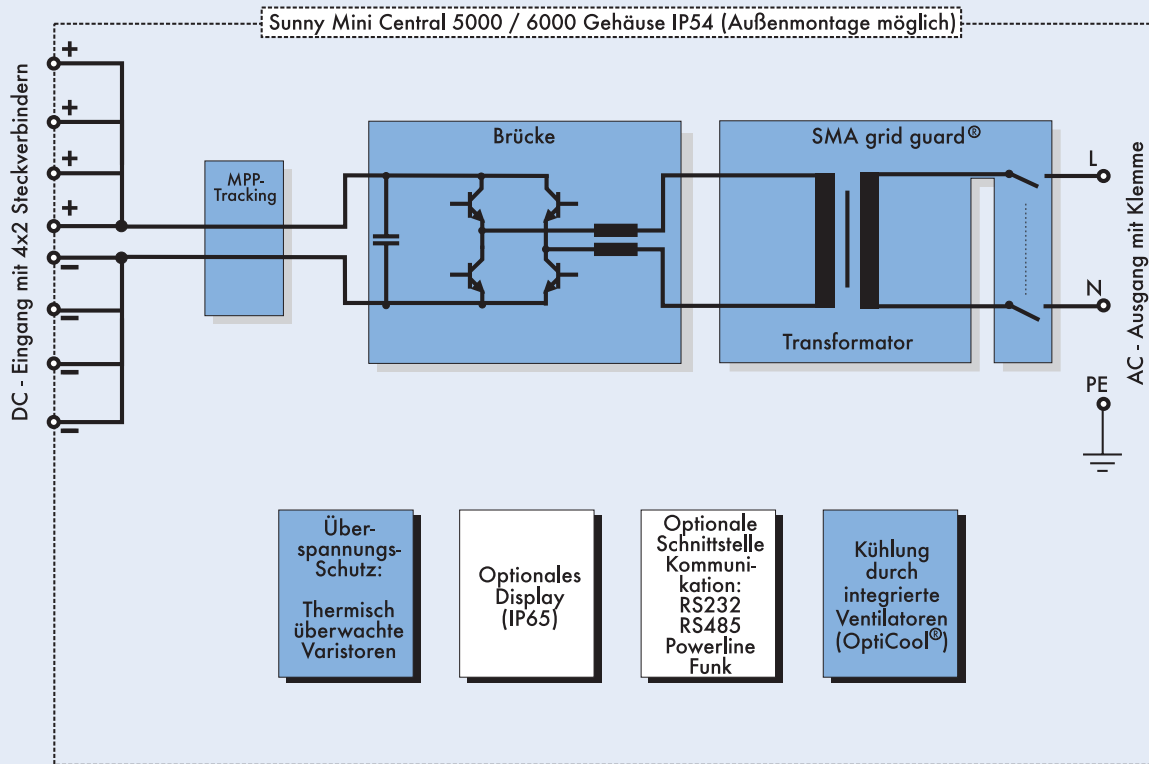 Sunny Mini Central 5000 / 6000 Gehäuse IP54 (Außenmontage möglich)
DC - Eingang mit 4x2 Steckverbindern
+
+
+
+
−
−
−
−
MPP-
Tracking
Brücke
SMA grid guard®
Transformator
L
N
PE
AC - Ausgang mit Klemme
Über-
spannungs-
Schutz:
Thermisch
überwachte
Varistoren
Optionales
Display
(IP65)
Optionale
Schnittstelle
Kommuni-
kation:
RS232
RS485
Powerline
Funk
Kühlung
durch
integrierte
Ventilatoren
(OptiCool®)